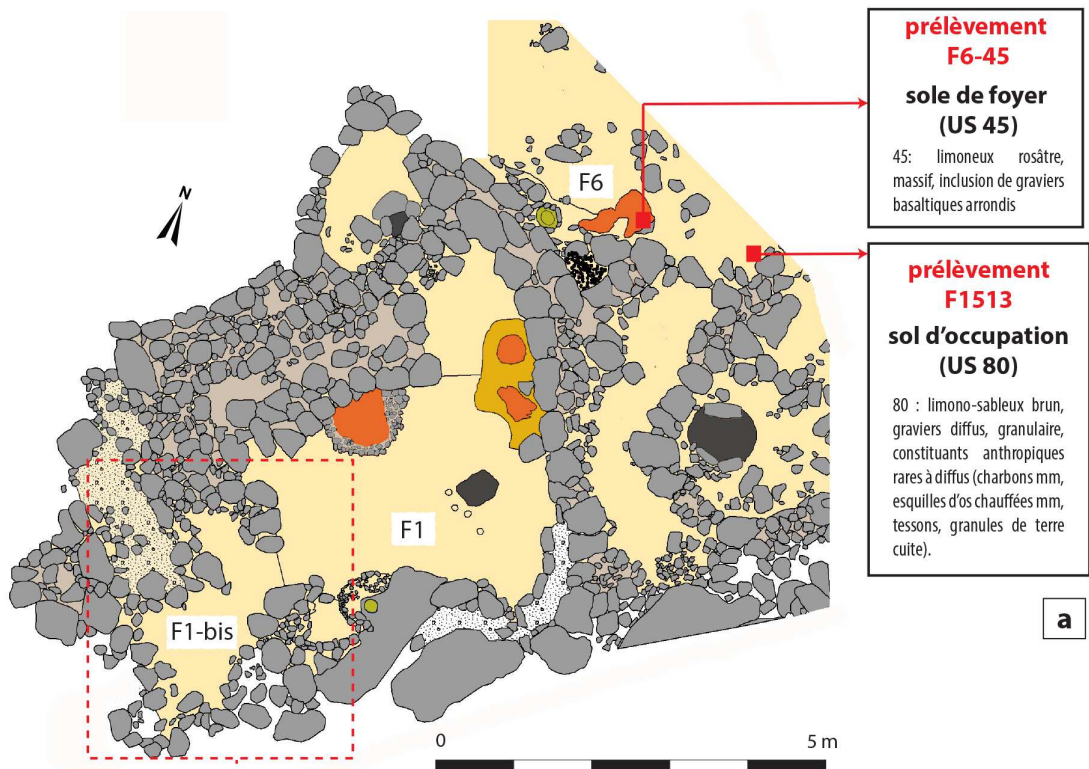 prélèvement
F6-45
sole de foyer
(US 45)
45: limoneux rosâtre,
massif, inclusion de graviers
basaltiques arrondis
F6
N
prélèvement
F1513
sol d'occupation
(US 80)
80 : limono-sableux brun,
graviers diffus, granulaire,
constituants anthropiques
rares à diffus (charbons mm,
esquilles d'os chauffées mm,
tessons, granules de terre
cuite).
F1
F1-bis
a
0
5 m